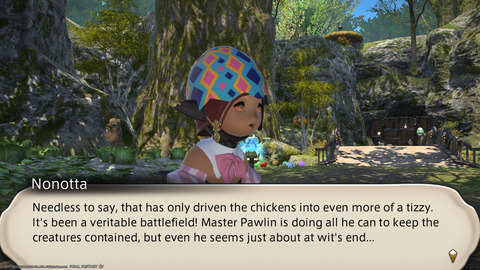 Nonotta
Needless to say, that has only driven the chickens into even more of a tizzy.
It's been a veritable battlefield! Master Pawlin is doing all he can to keep the
creatures contained, but even he seems just about at wit's end...